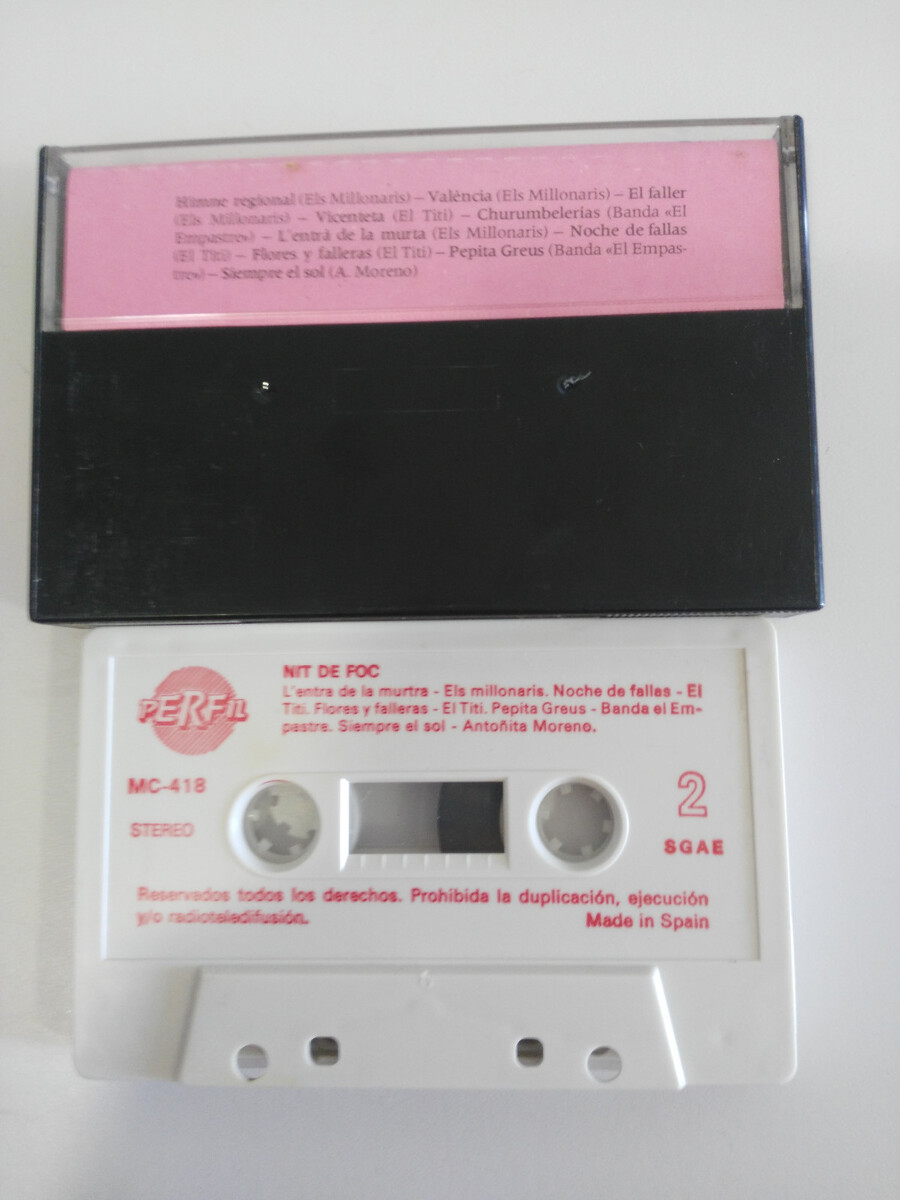 Himne regional (Els Millonaris) – València (Els Millonaris) – El faller
(Els Millonaris) – Vicenteta (El Titi) – Churumbelerías (Banda «El
Empastre») – L'entrà de la murta (Els Millonaris) – Noche de fallas
(El Titi) – Flores y falleras (El Titi) – Pepita Greus (Banda «El Empas-
tre») – Siempre el sol (A. Moreno)
PERFIL
NIT DE FOC
L'entra de la murtra - Els millonaris. Noche de fallas - El
Titi. Flores y falleras - El Titi. Pepita Greus - Banda el Em-
pastre. Siempre el sol - Antoñita Moreno.
MC-418
STEREO
2
SGAE
Reservados todos los derechos. Prohibida la duplicación, ejecución
y/o radioteledifusión.
Made in Spain
6